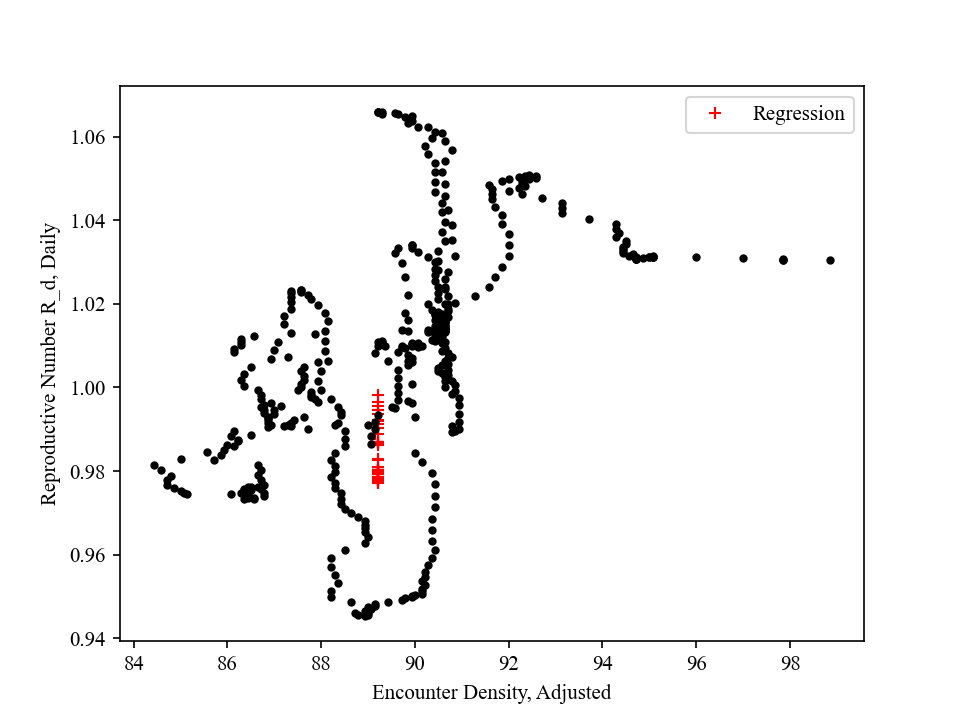 Regression
1.06
1.04
1.02
1.00
0.98
0.96
0.94
Reproductive Number R_d, Daily
84 86 88 90 92 94 96 98
Encounter Density, Adjusted